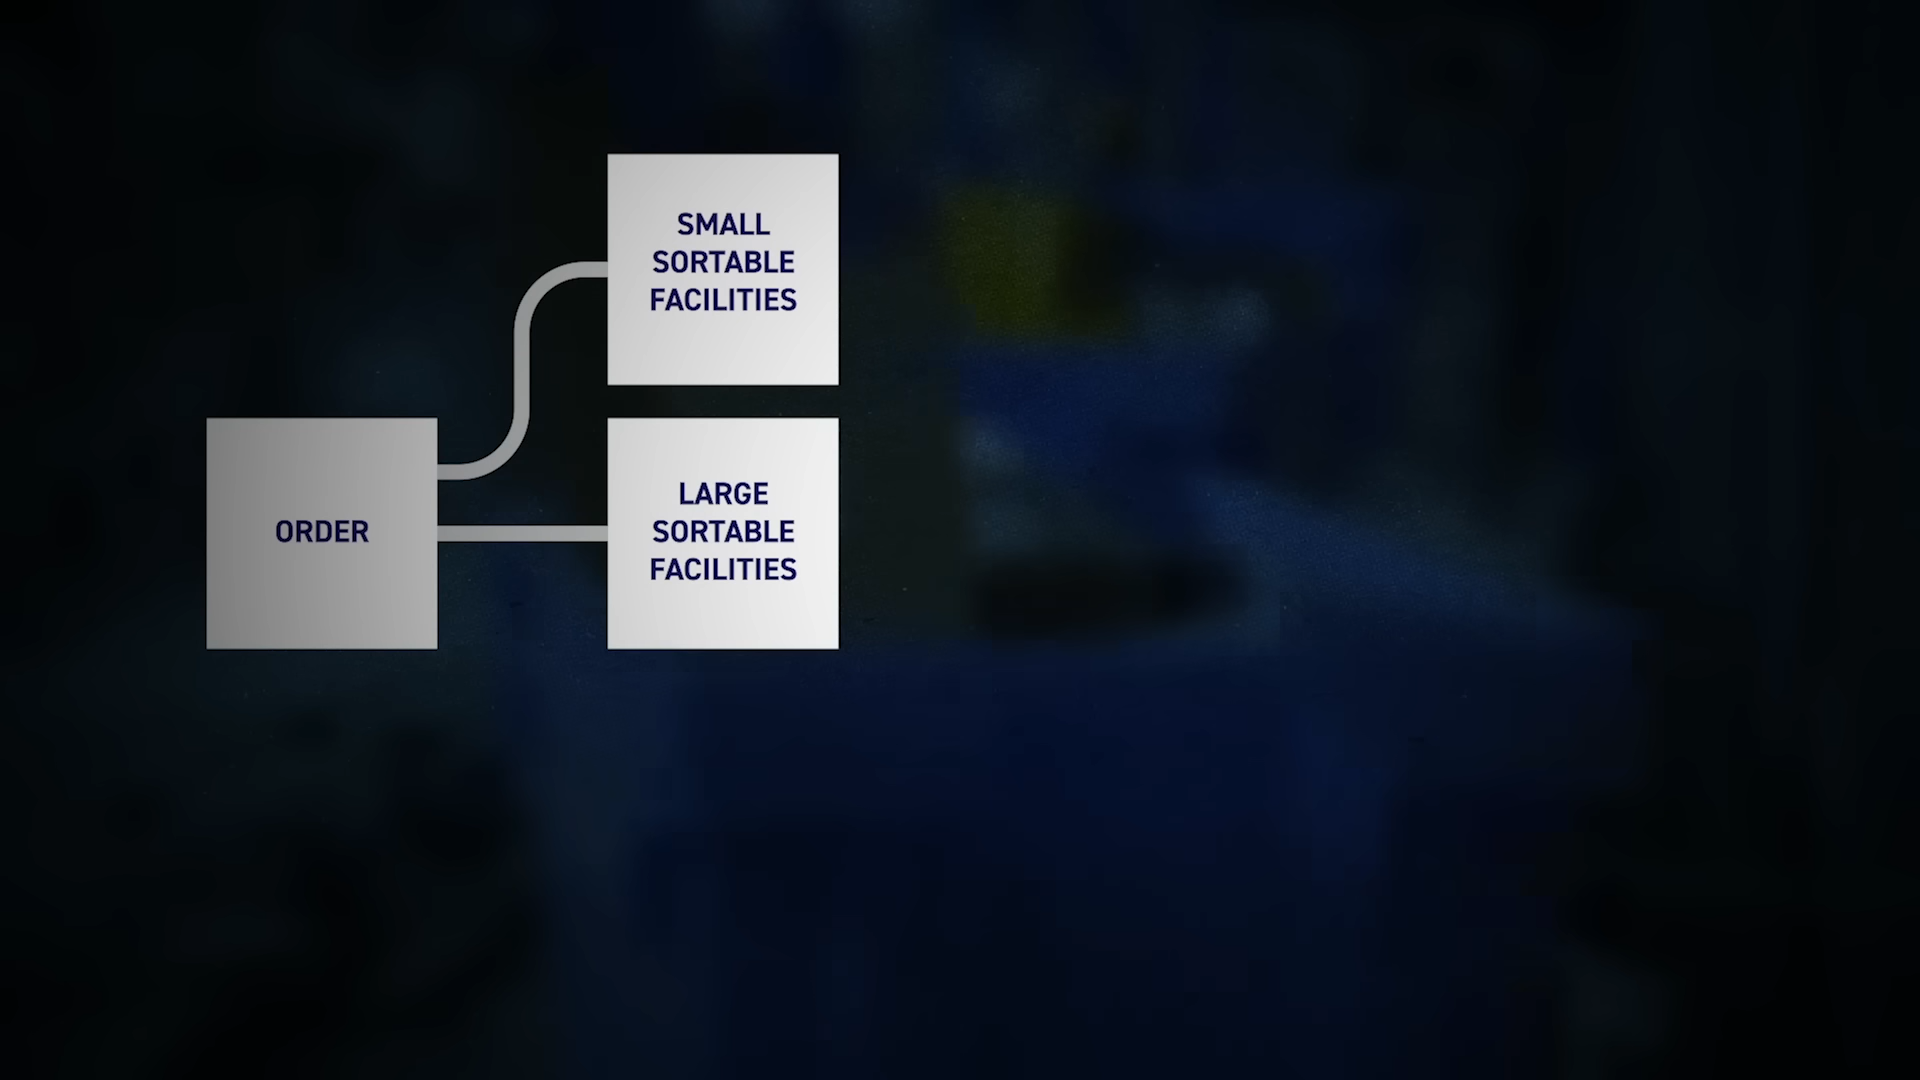 SMALL
SORTABLE
FACILITIES
ORDER
LARGE
SORTABLE
FACILITIES